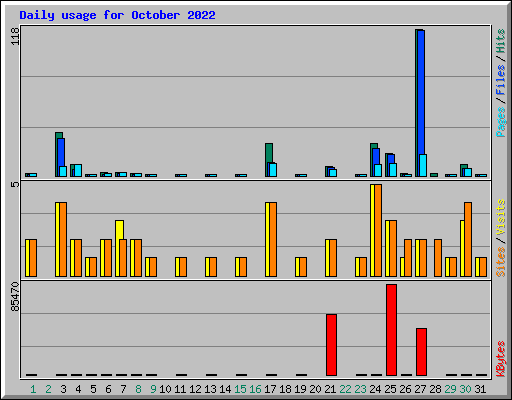 Daily usage for October 2022
118
Pages/Files/Hits
5
Sites/Visits
85470
KBytes
1 2 3 4 5 6 7 8 9 10 11 12 13 14 15 16 17 18 19 20 21 22 23 24 25 26 27 28 29 30 31